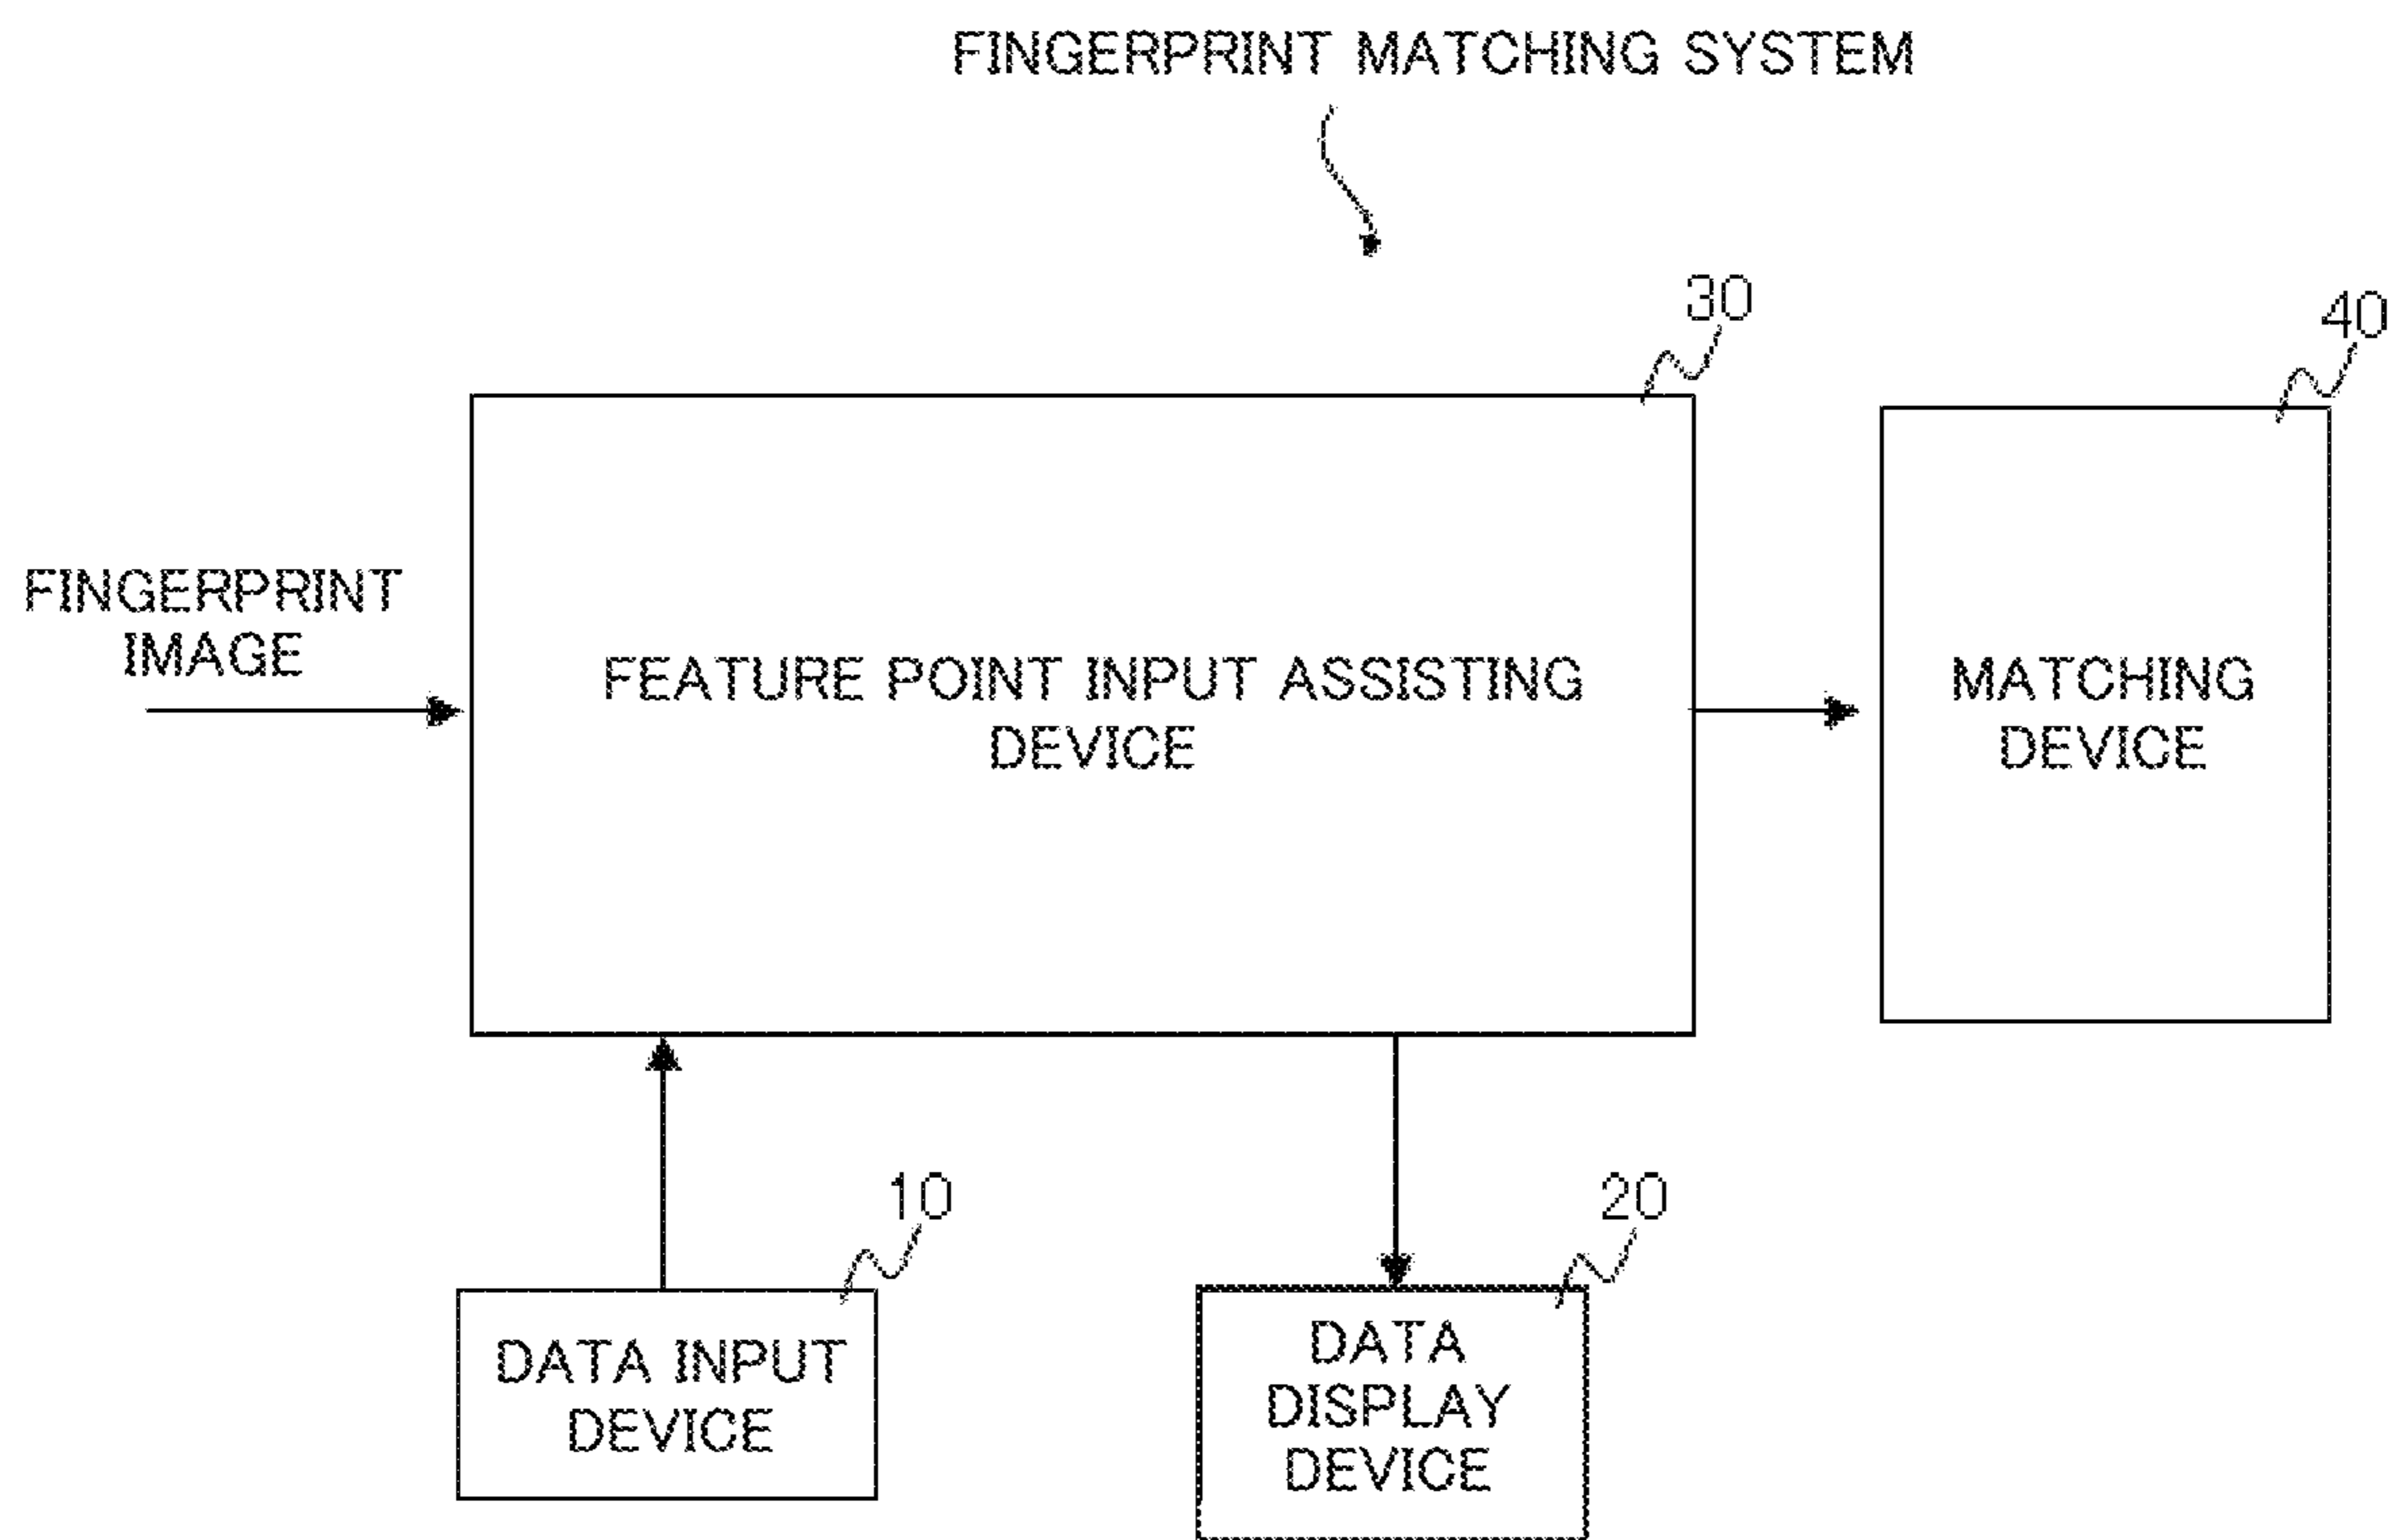 FINGERPRINT MATCHING SYSTEM
30
40
FINGERPRINT
IMAGE
FEATURE POINT INPUT ASSISTING
DEVICE
MATCHING
DEVICE
10
20
DATA INPUT
DEVICE
DATA
DISPLAY
DEVICE